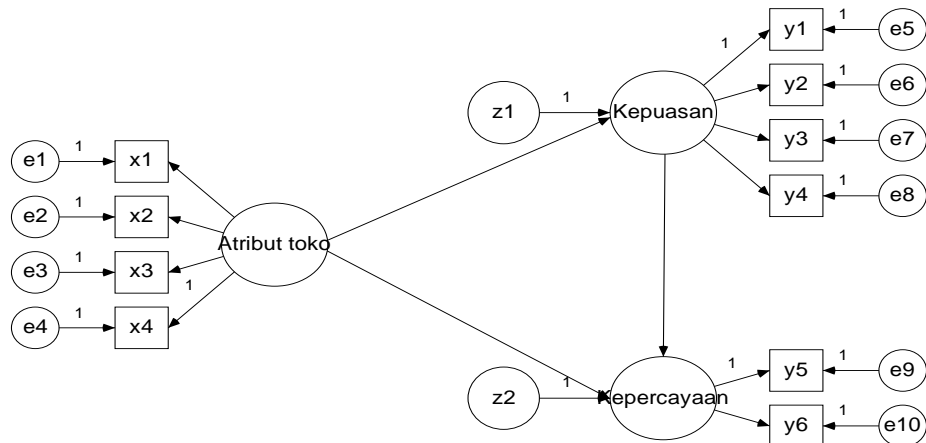 1
y1
1
e5
1
y2
1
e6
z1
1
Kepuasan
y3
1
e7
e1
1
x1
y4
1
e8
e2
1
x2
Atribut toko
e3
1
x3
1
e4
1
x4
1
y5
1
e9
z2
1
Kepercayaan
y6
1
e10